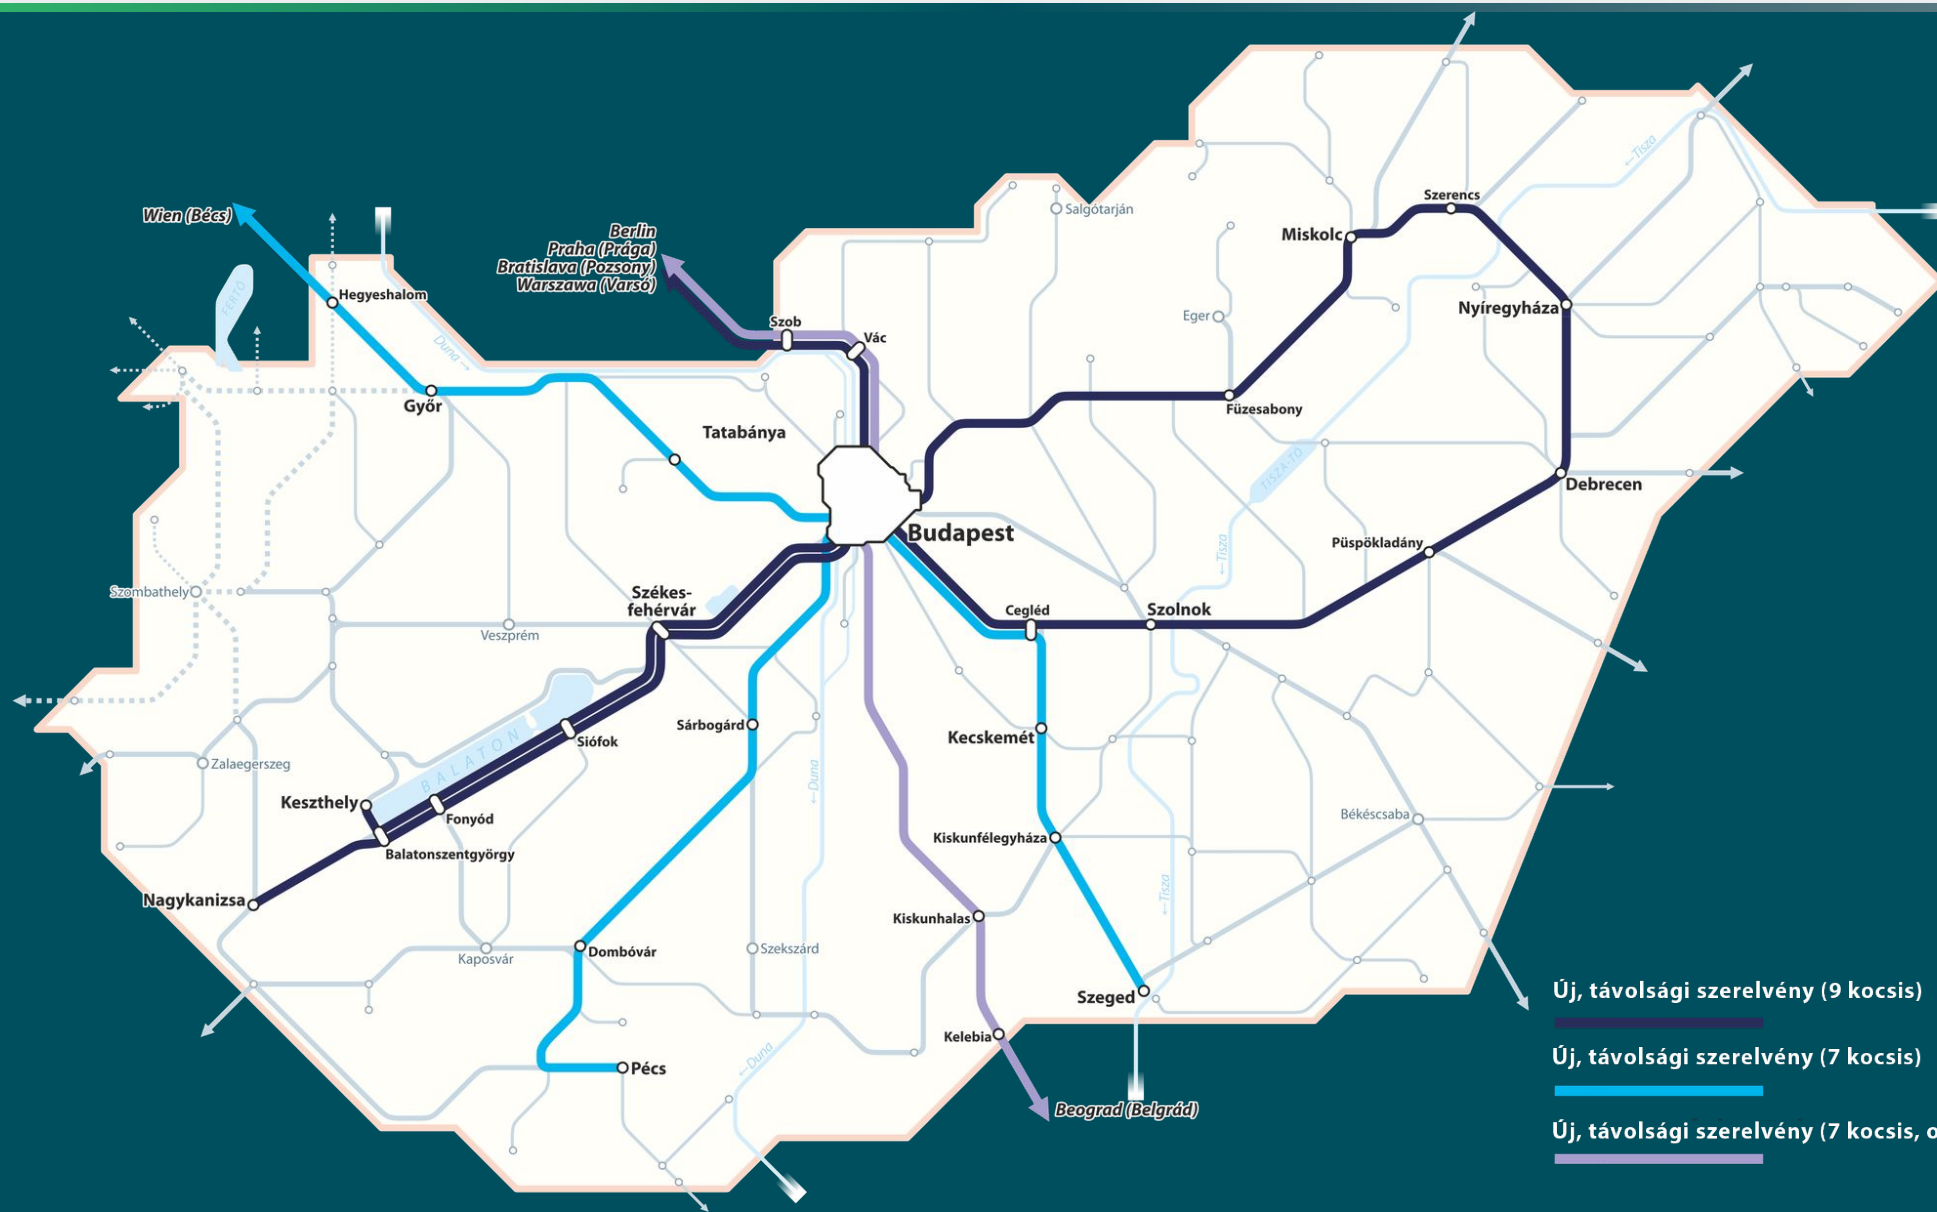 Wien (Bécs)
Berlin
Praha (Prága)
Bratislava (Pozsony)
Warszawa (Varsó)
Hegyeshalom
FERTŐ
Duna→
Győr
Szob
Vác
Tatabánya
Salgótarján
Eger
Miskolc
Szerencs
←Tisza
Nyíregyháza
Füzesabony
TISZA-TÓ
Debrecen
Budapest
Püspökladány
←Tisza
Szombathely
Veszprém
Székes-
fehérvár
Cegléd
Szolnok
Sárbogárd
Siófok
BALATON
Kecskemét
Zalaegerszeg
Keszthely
Fonyód
←Duna
Békéscsaba
Kiskunfélegyháza
Balatonszentgyörgy
Nagykanizsa
←Tisza
Kiskunhalas
Kaposvár
Dombóvár
Szekszárd
Szeged
Kelebia
←Duna
Pécs
Beograd (Belgrád)
Új, távolsági szerelvény (9 kocsis)
Új, távolsági szerelvény (7 kocsis)
Új, távolsági szerelvény (7 kocsis,